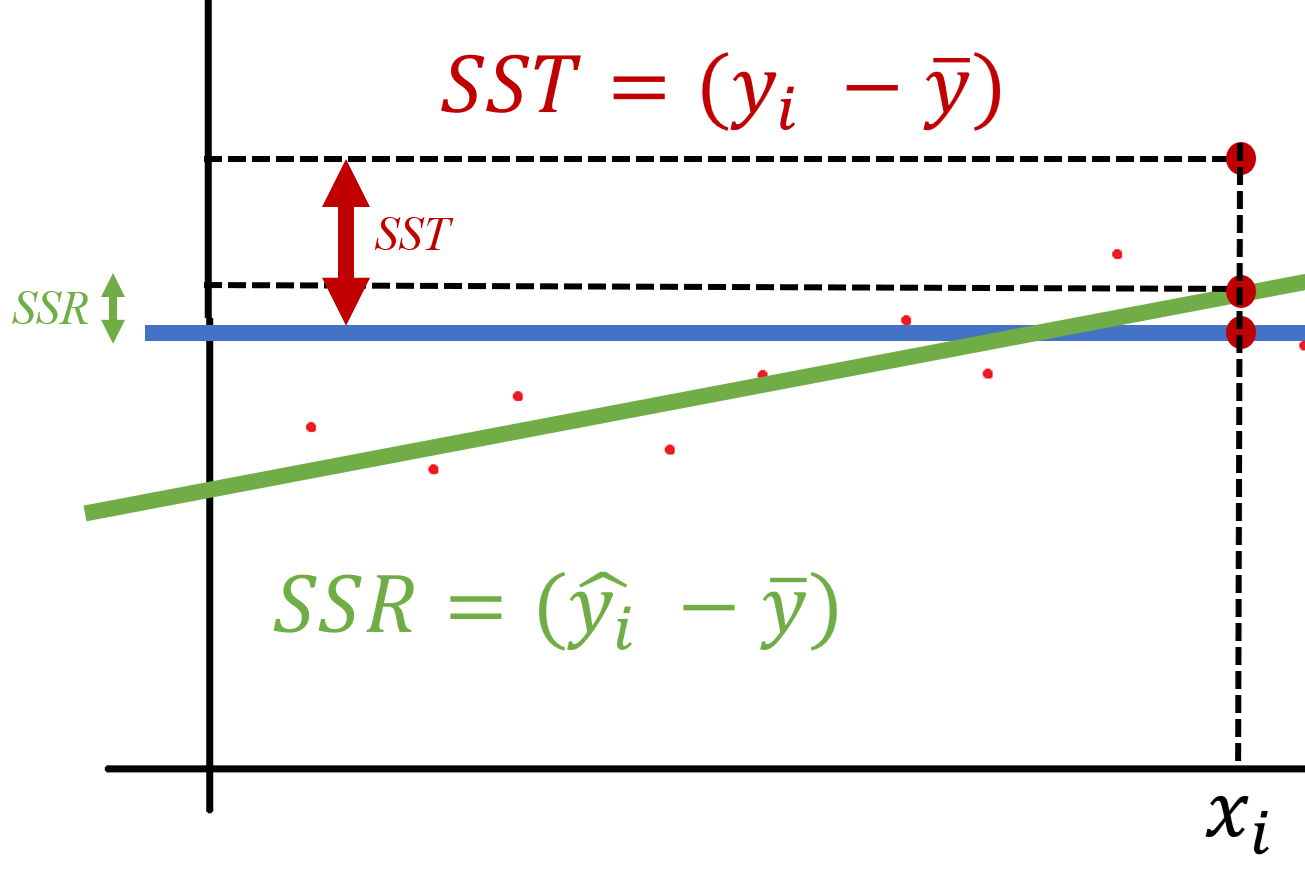 SST = (yᵢ − ȳ)
SST
SSR
SSR = (ŷᵢ − ȳ)
xᵢ